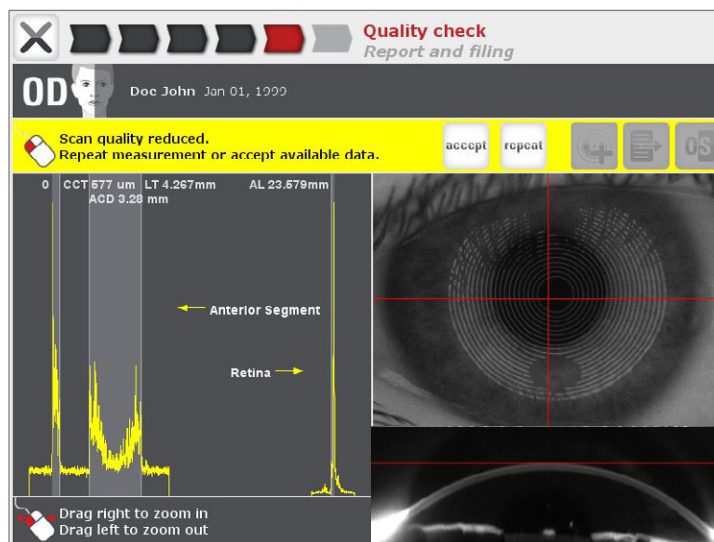 Quality check
Report and filing
OD
Doe John Jan 01, 1999
Scan quality reduced.
Repeat measurement or accept available data.
accept
repeat
OS
0 CCT 577 um LT 4.267mm AL 23.579mm
ACD 3.28 mm
Anterior Segment
Retina
Drag right to zoom in
Drag left to zoom out